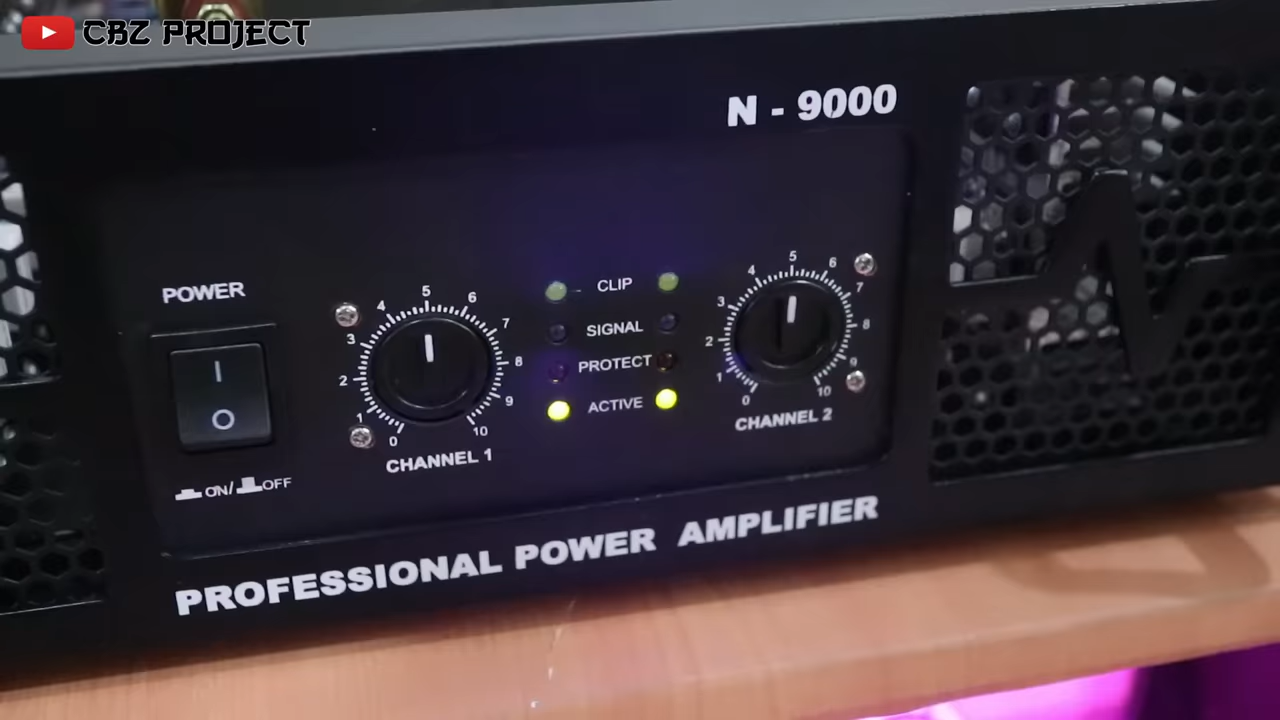 CBZ PROJECT
N - 9000
POWER
I
O
ON/ OFF
0 1 2 3 4 5 6 7 8 9 10
CHANNEL 1
CLIP
SIGNAL
PROTECT
ACTIVE
0 1 2 3 4 5 6 7 8 9 10
CHANNEL 2
PROFESSIONAL POWER AMPLIFIER